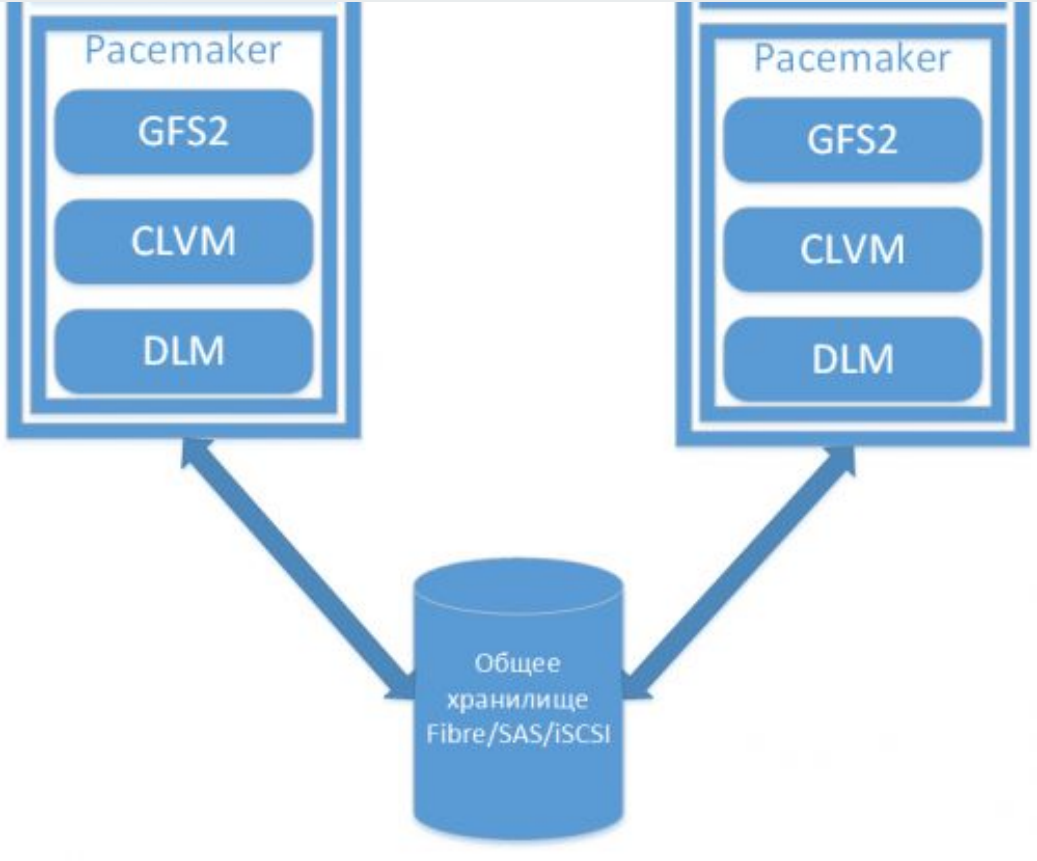 Pacemaker
GFS2
CLVM
DLM
Pacemaker
GFS2
CLVM
DLM
Общее
хранилище
Fibre/SAS/iSCSI